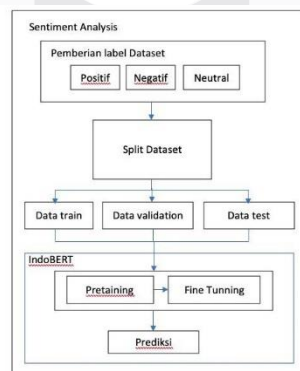 Sentiment Analysis
Pemberian label Dataset
Positif Negatif Neutral
Split Dataset
Data train Data validation Data test
IndoBERT
Pretaining Fine Tunning
Prediksi